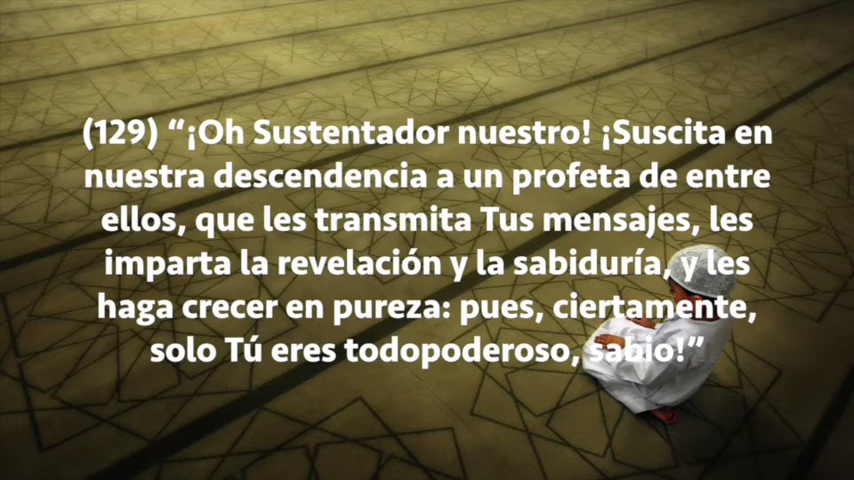 (129) “¡Oh Sustentador nuestro! ¡Suscita en
nuestra descendencia a un profeta de entre
ellos, que les transmita Tus mensajes, les
imparta la revelación y la sabiduría, y les
haga crecer en pureza: pues, ciertamente,
solo Tú eres todopoderoso, sabio!”